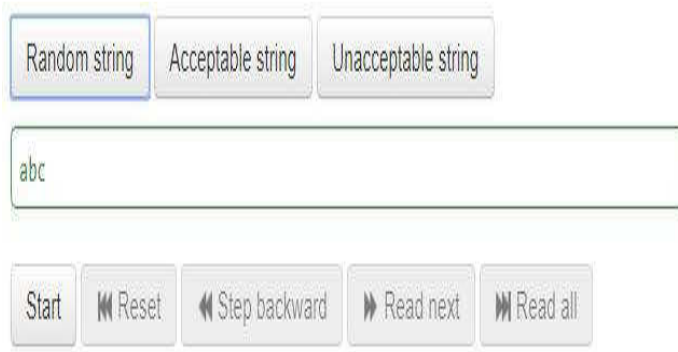 Random string Acceptable string Unacceptable string
abc
Start Reset Step backward Read next Read all